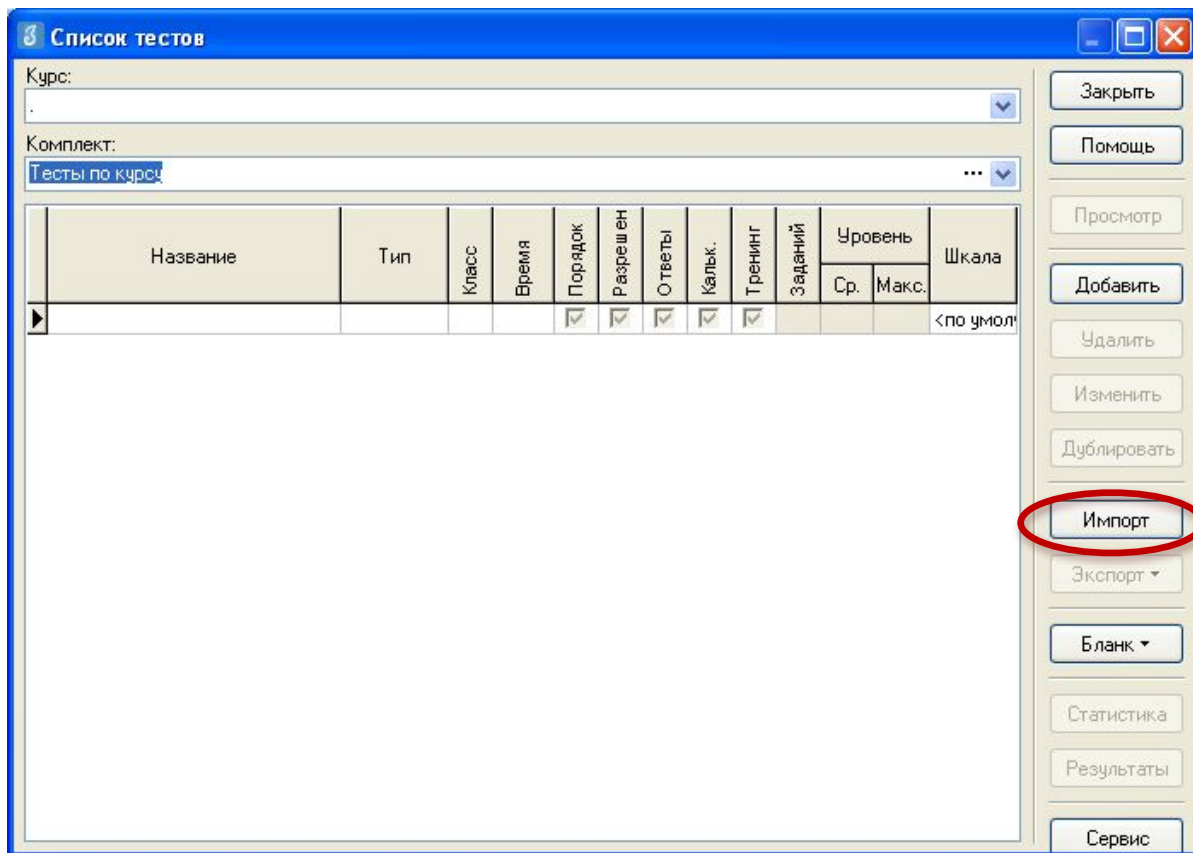 Список тестов
Курс:
.
Комплект:
Тесты по курсу ...
Название Тип Класс Время Порядок Разрешен Ответы Кальк. Тренинг Заданий Уровень Шкала
Ср. Макс.
<по умолч
Закрыть
Помощь
Просмотр
Добавить
Удалить
Изменить
Дублировать
Импорт
Экспорт
Бланк
Статистика
Результаты
Сервис